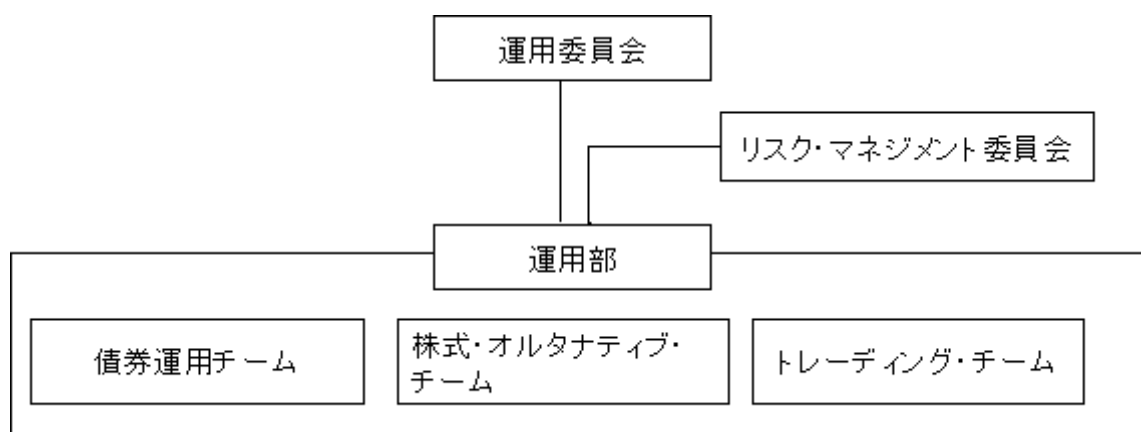 運用委員会
リスク・マネジメント委員会
運用部
債券運用チーム
株式・オルタナティブ・
チーム
トレーディング・チーム